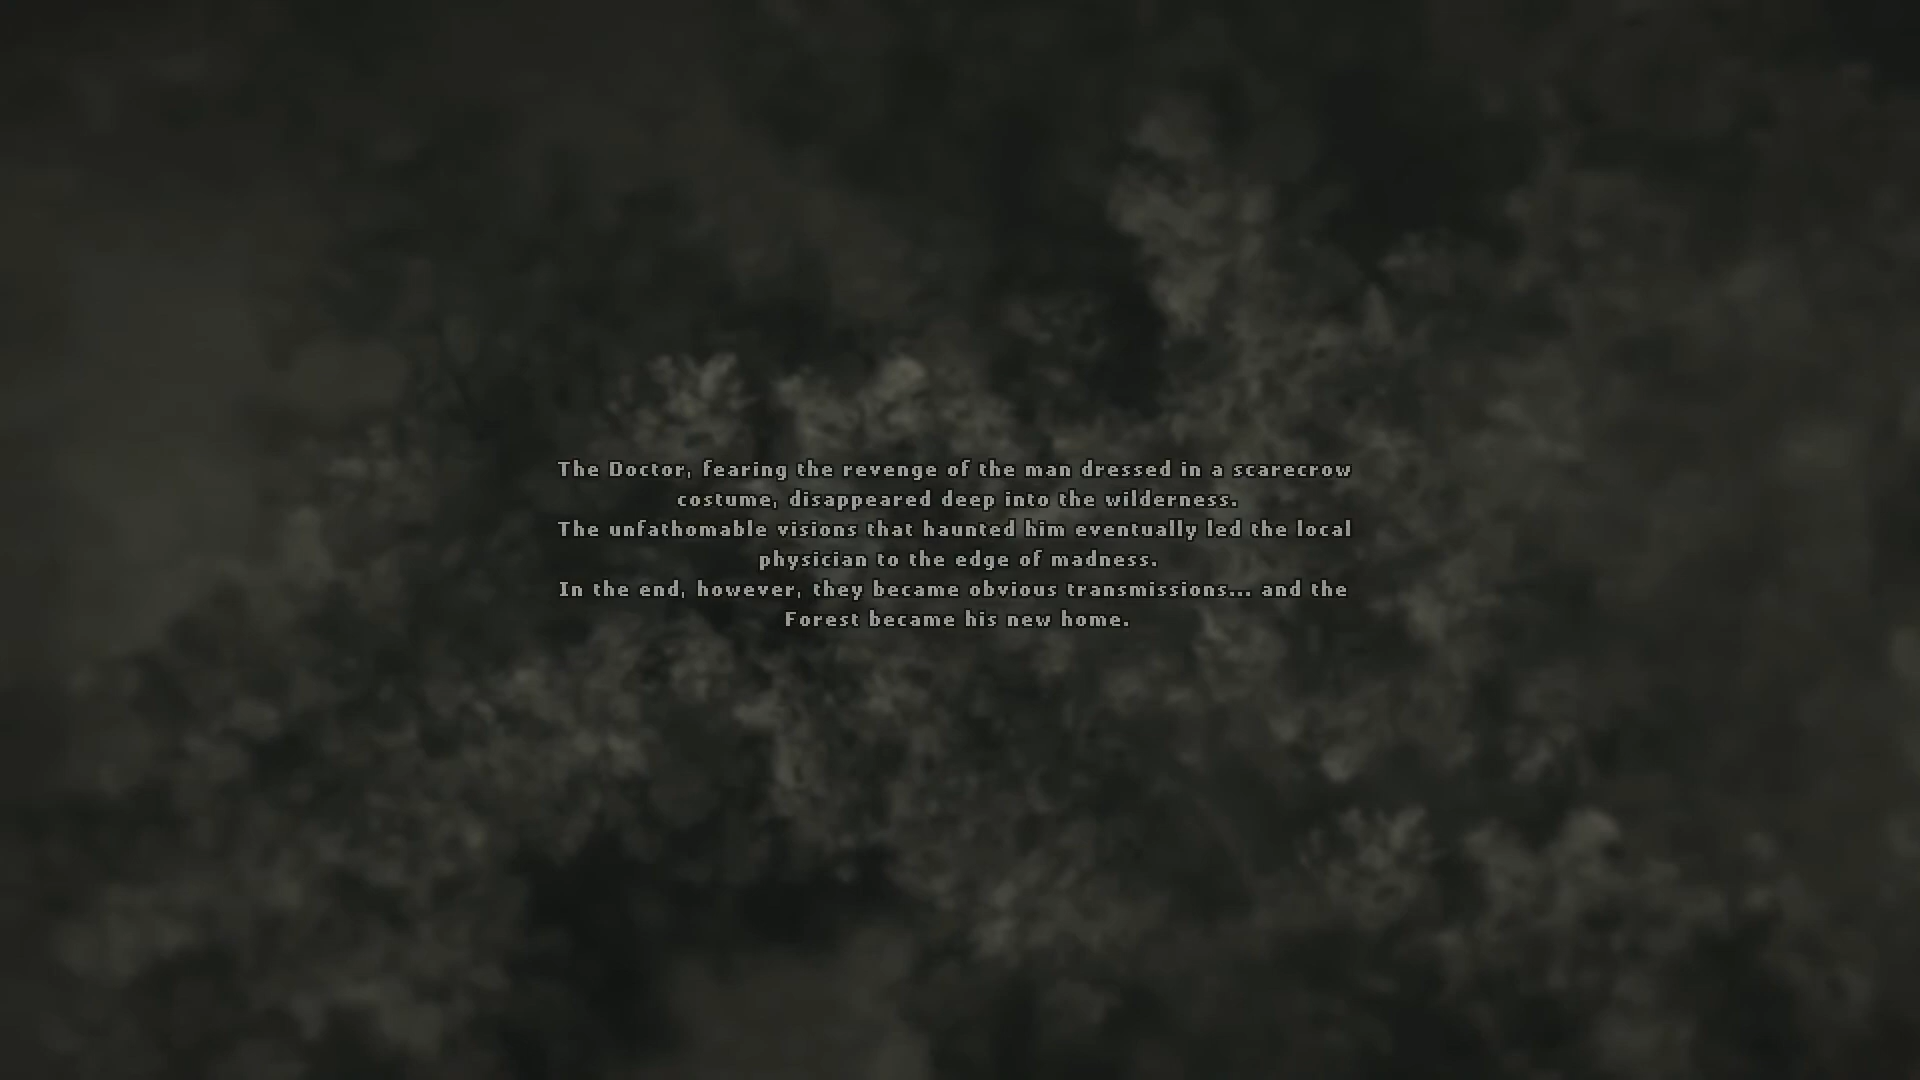 The Doctor, fearing the revenge of the man dressed in a scarecrow
costume, disappeared deep into the wilderness.
The unfathomable visions that haunted him eventually led the local
physician to the edge of madness.
In the end, however, they became obvious transmissions... and the
Forest became his new home.